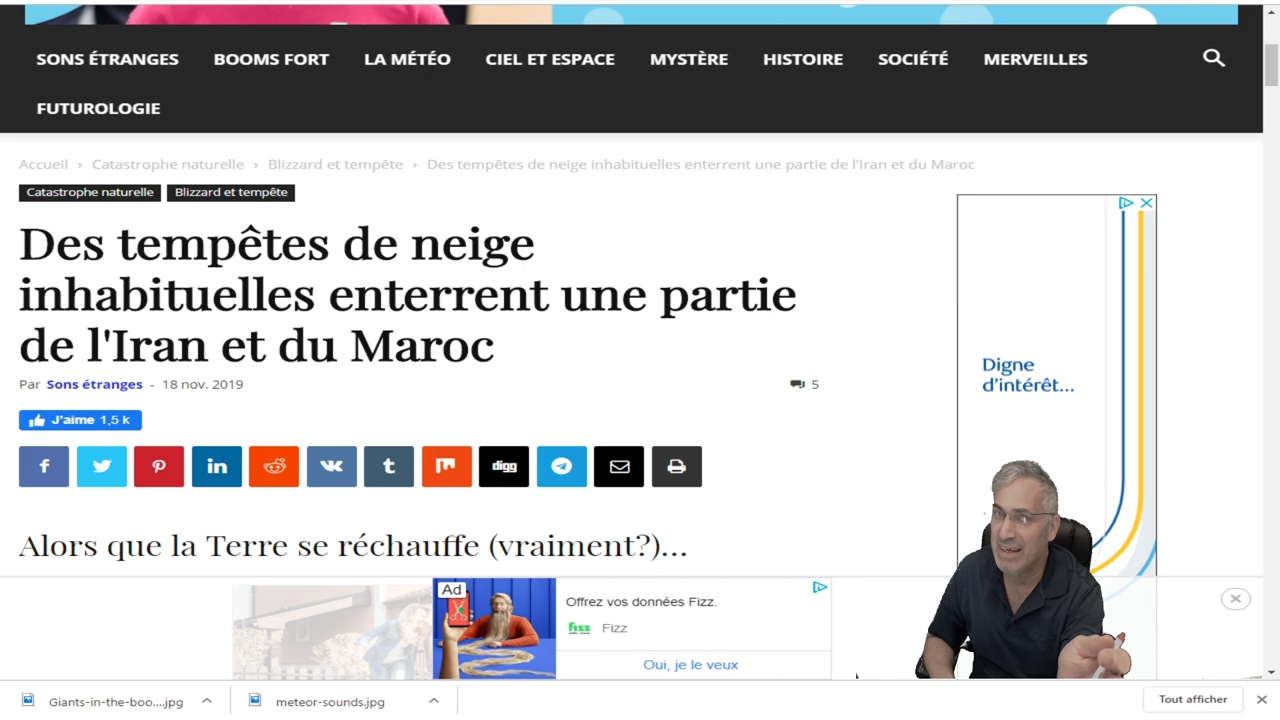 SONS ÉTRANGES BOOMS FORT LA MÉTÉO CIEL ET ESPACE MYSTÈRE HISTOIRE SOCIÉTÉ MERVEILLES
FUTUROLOGIE
Accueil › Catastrophe naturelle › Blizzard et tempête › Des tempêtes de neige inhabituelles enterrent une partie de l'Iran et du Maroc
Catastrophe naturelle Blizzard et tempête
Des tempêtes de neige
inhabituelles enterrent une partie
de l'Iran et du Maroc
Par Sons étranges - 18 nov. 2019 5
J'aime 1,5 k
digg
Digne
d'intérêt...
Alors que la Terre se réchauffe (vraiment?)...
Ad
Offrez vos données Fizz.
fizz Fizz
Oui, je le veux
Giants-in-the-boo....jpg meteor-sounds.jpg Tout afficher